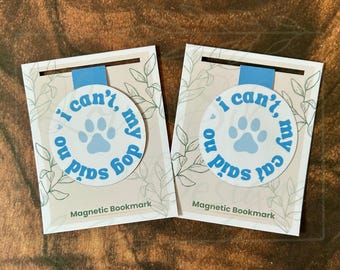 i can't, my dog said no
Magnetic Bookmark
i can't, my cat said no
Magnetic Bookmark